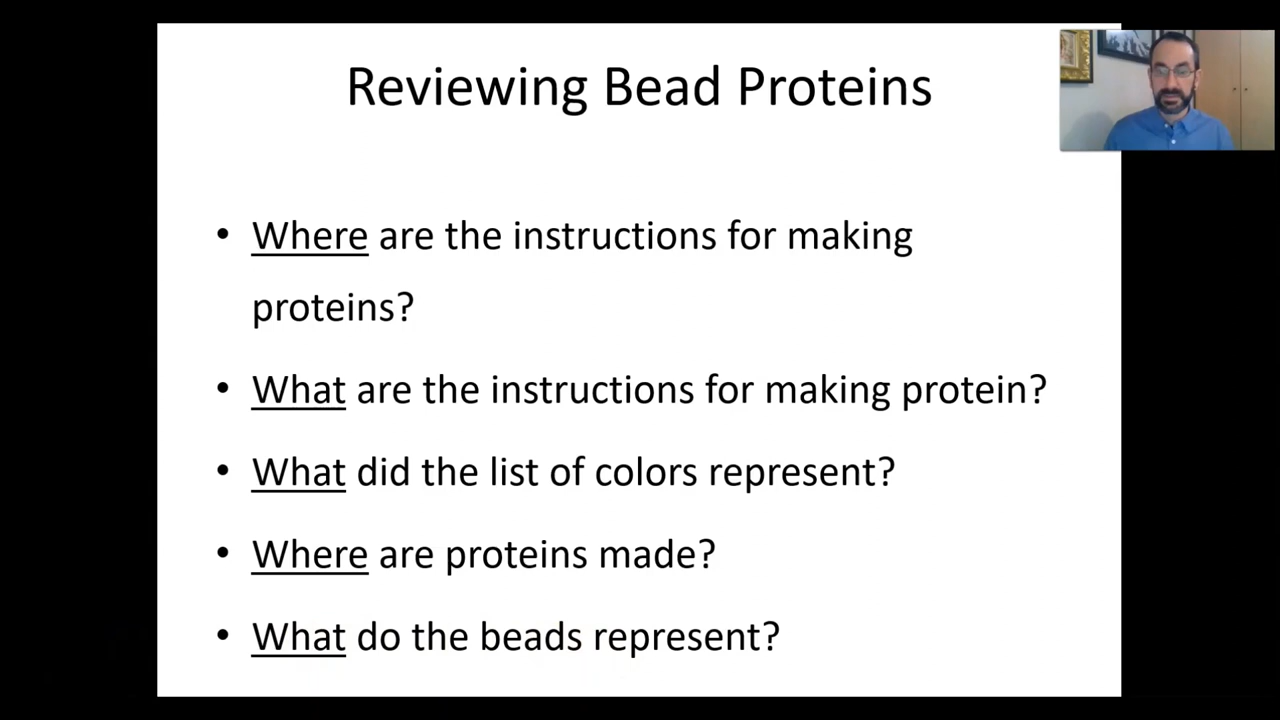 Reviewing Bead Proteins
• Where are the instructions for making
proteins?
• What are the instructions for making protein?
• What did the list of colors represent?
• Where are proteins made?
• What do the beads represent?